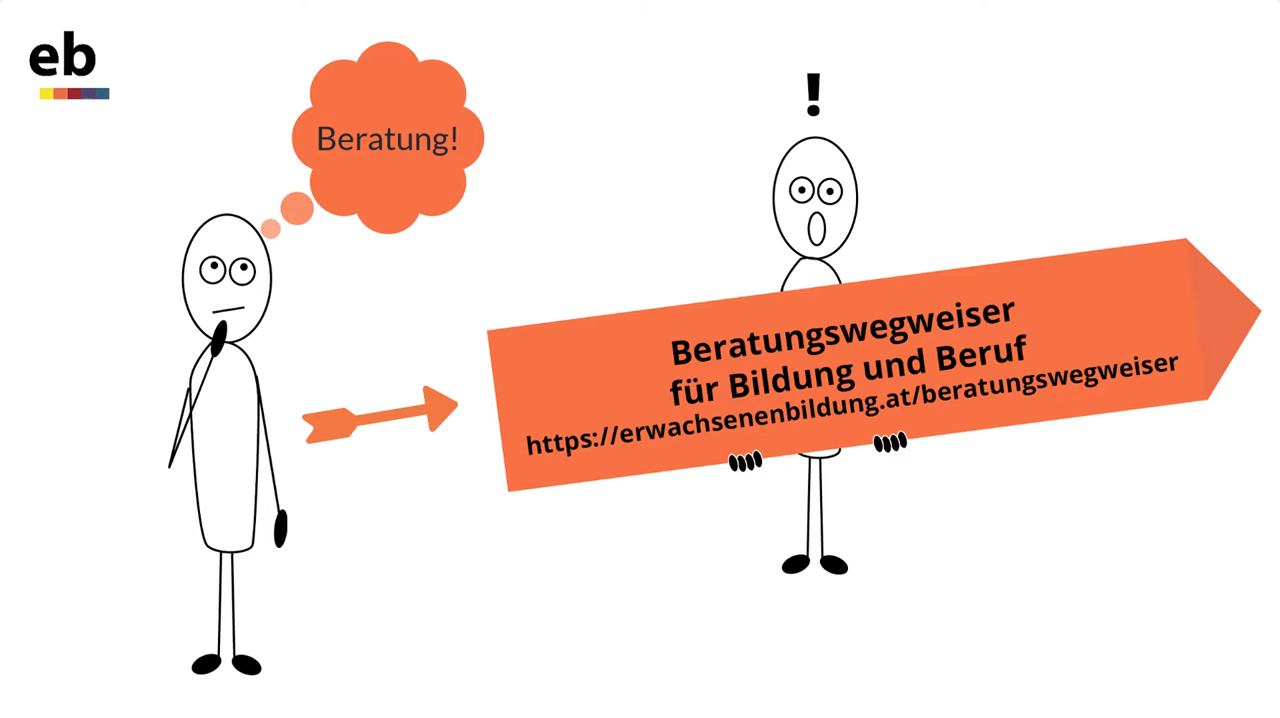 eb
Beratung!
!
Beratungswegweiser
für Bildung und Beruf
https://erwachsenenbildung.at/beratungswegweiser